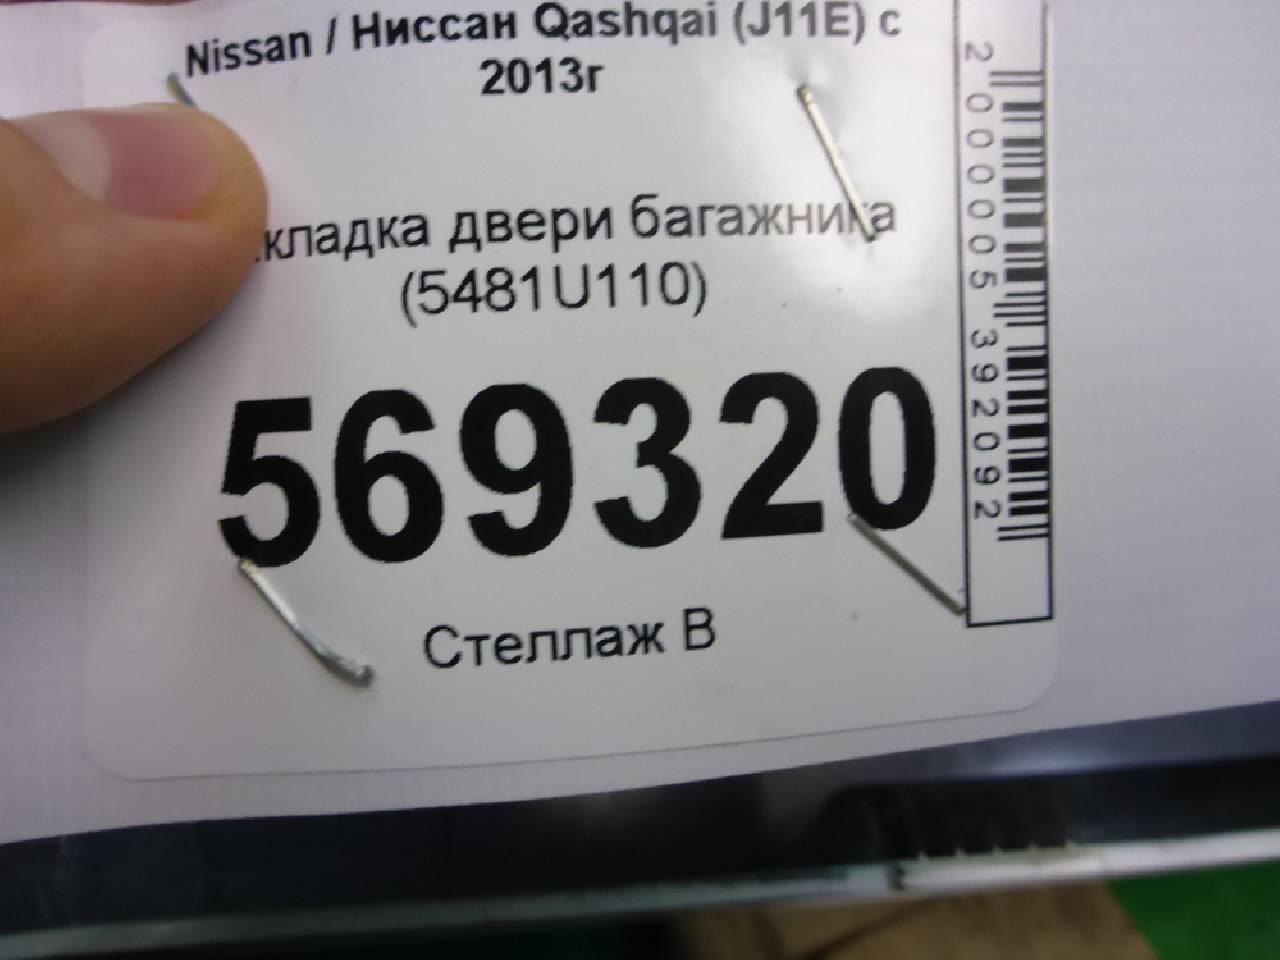 Nissan / Ниссан Qashqai (J11E) с
2013г
кладка двери багажника
(5481U110)
569320
Стеллаж В
2000005392092